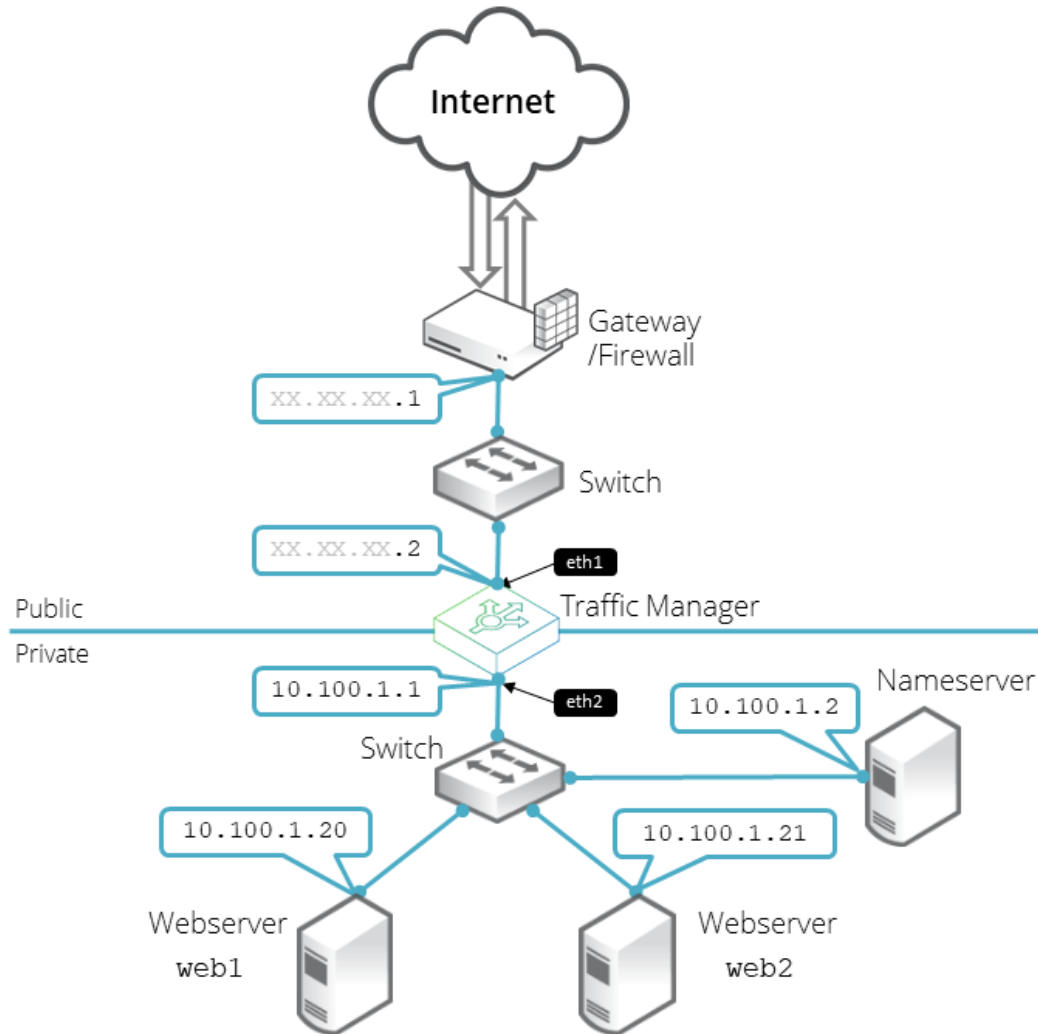 Internet
Gateway
/Firewall
xx.xx.xx.1
Switch
xx.xx.xx.2
eth1
Traffic Manager
Public
Private
10.100.1.1
eth2
Nameserver
10.100.1.2
Switch
10.100.1.20
10.100.1.21
Webserver
web1
Webserver
web2